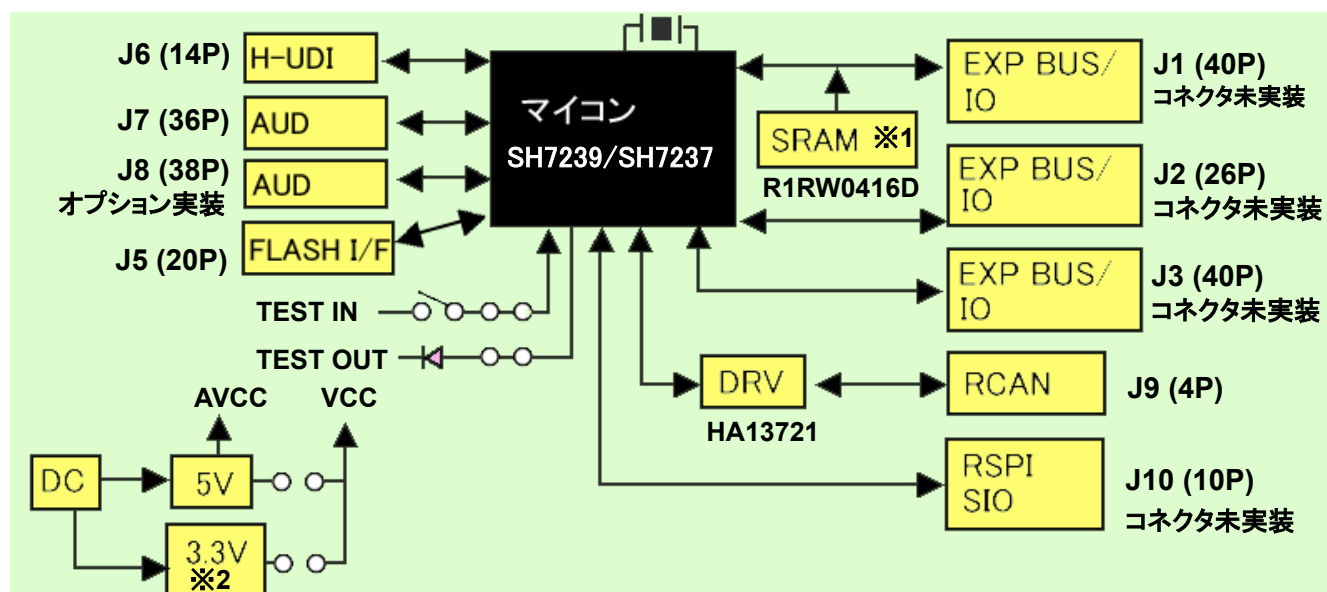 J6 (14P)
H-UDI
J7 (36P)
AUD
J8 (38P)
オプション実装
AUD
J5 (20P)
FLASH I/F
マイコン
SH7239/SH7237
SRAM ※1
R1RW0416D
EXP BUS/
IO
J1 (40P)
コネクタ未実装
EXP BUS/
IO
J2 (26P)
コネクタ未実装
EXP BUS/
IO
J3 (40P)
コネクタ未実装
TEST IN
TEST OUT
DRV
HA13721
RCAN
J9 (4P)
RSPI
SIO
J10 (10P)
コネクタ未実装
AVCC
VCC
DC
5V
3.3V
※2